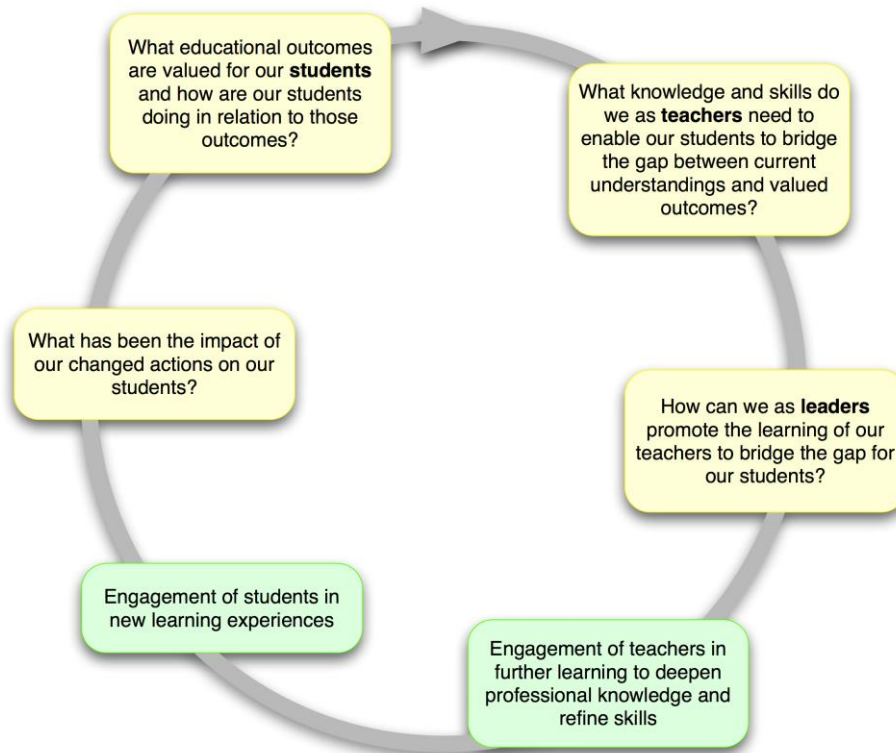 What educational outcomes
are valued for our students
and how are our students
doing in relation to those
outcomes?
What knowledge and skills do
we as teachers need to
enable our students to bridge
the gap between current
understandings and valued
outcomes?
How can we as leaders
promote the learning of our
teachers to bridge the gap for
our students?
Engagement of teachers in
further learning to deepen
professional knowledge and
refine skills
Engagement of students in
new learning experiences
What has been the impact of
our changed actions on our
students?